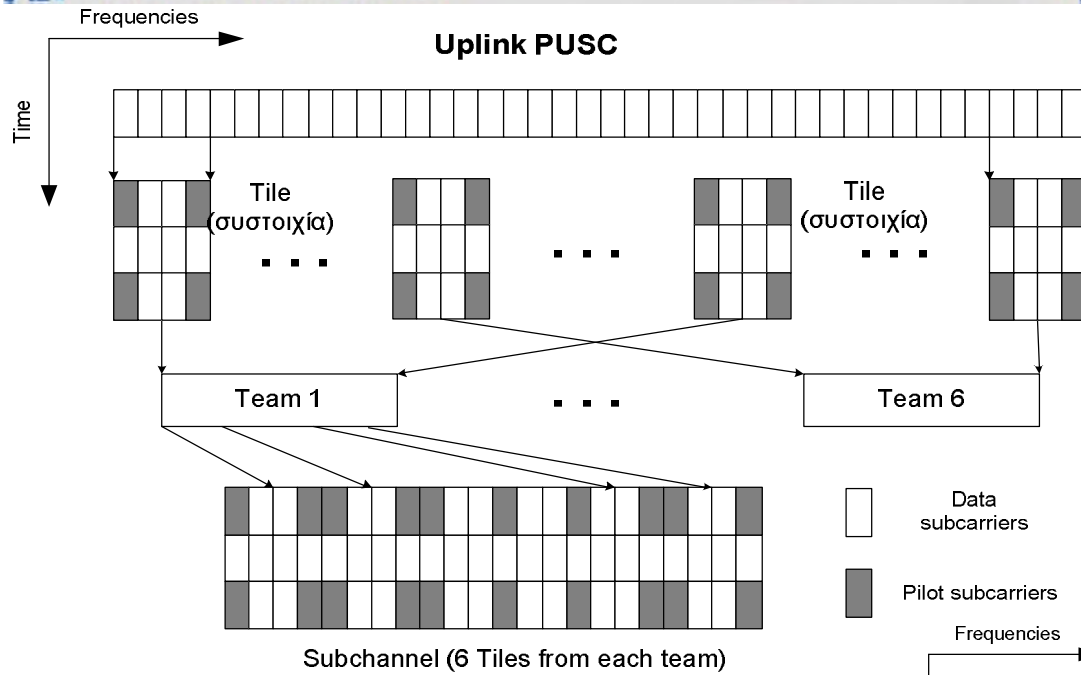 Frequencies
Uplink PUSC
Time
Tile
(συστοιχία)
Tile
(συστοιχία)
Team 1
Team 6
Data
subcarriers
Pilot subcarriers
Frequencies
Subchannel (6 Tiles from each team)